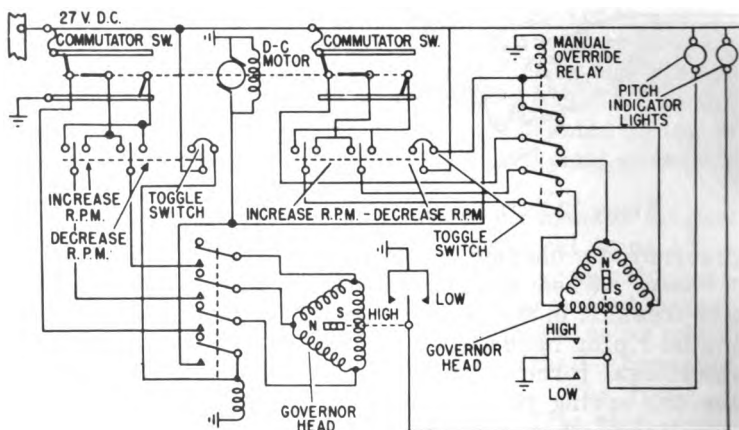 27 V. D.C.
COMMUTATOR SW.
D-C
MOTOR
COMMUTATOR SW.
MANUAL
OVERRIDE
RELAY
PITCH
INDICATOR
LIGHTS
INCREASE
R.P.M.
DECREASE
R.P.M.
TOGGLE
SWITCH
INCREASE R.P.M. - DECREASE R.P.M.
TOGGLE
SWITCH
N
S
HIGH
LOW
GOVERNOR
HEAD
N
S
GOVERNOR
HEAD
HIGH
LOW